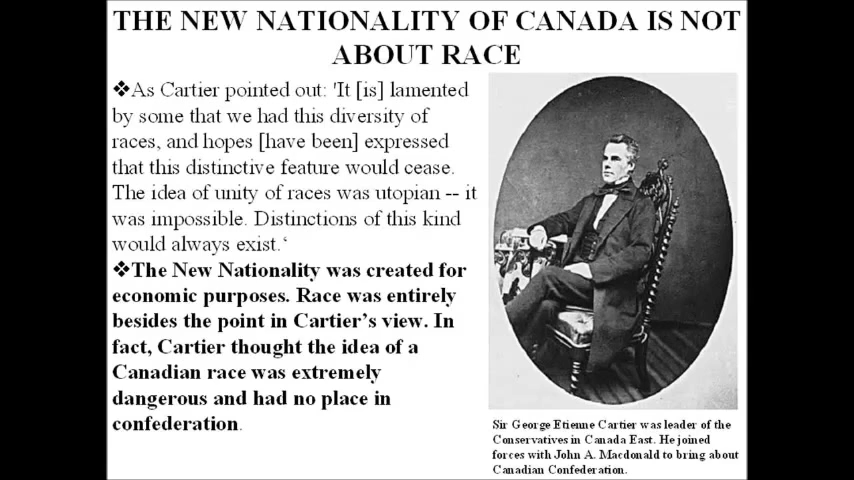 THE NEW NATIONALITY OF CANADA IS NOT
ABOUT RACE
❖As Cartier pointed out: 'It [is] lamented
by some that we had this diversity of
races, and hopes [have been] expressed
that this distinctive feature would cease.
The idea of unity of races was utopian -- it
was impossible. Distinctions of this kind
would always exist.‘
❖The New Nationality was created for
economic purposes. Race was entirely
besides the point in Cartier’s view. In
fact, Cartier thought the idea of a
Canadian race was extremely
dangerous and had no place in
confederation.
Sir George Etienne Cartier was leader of the
Conservatives in Canada East. He joined
forces with John A. Macdonald to bring about
Canadian Confederation.